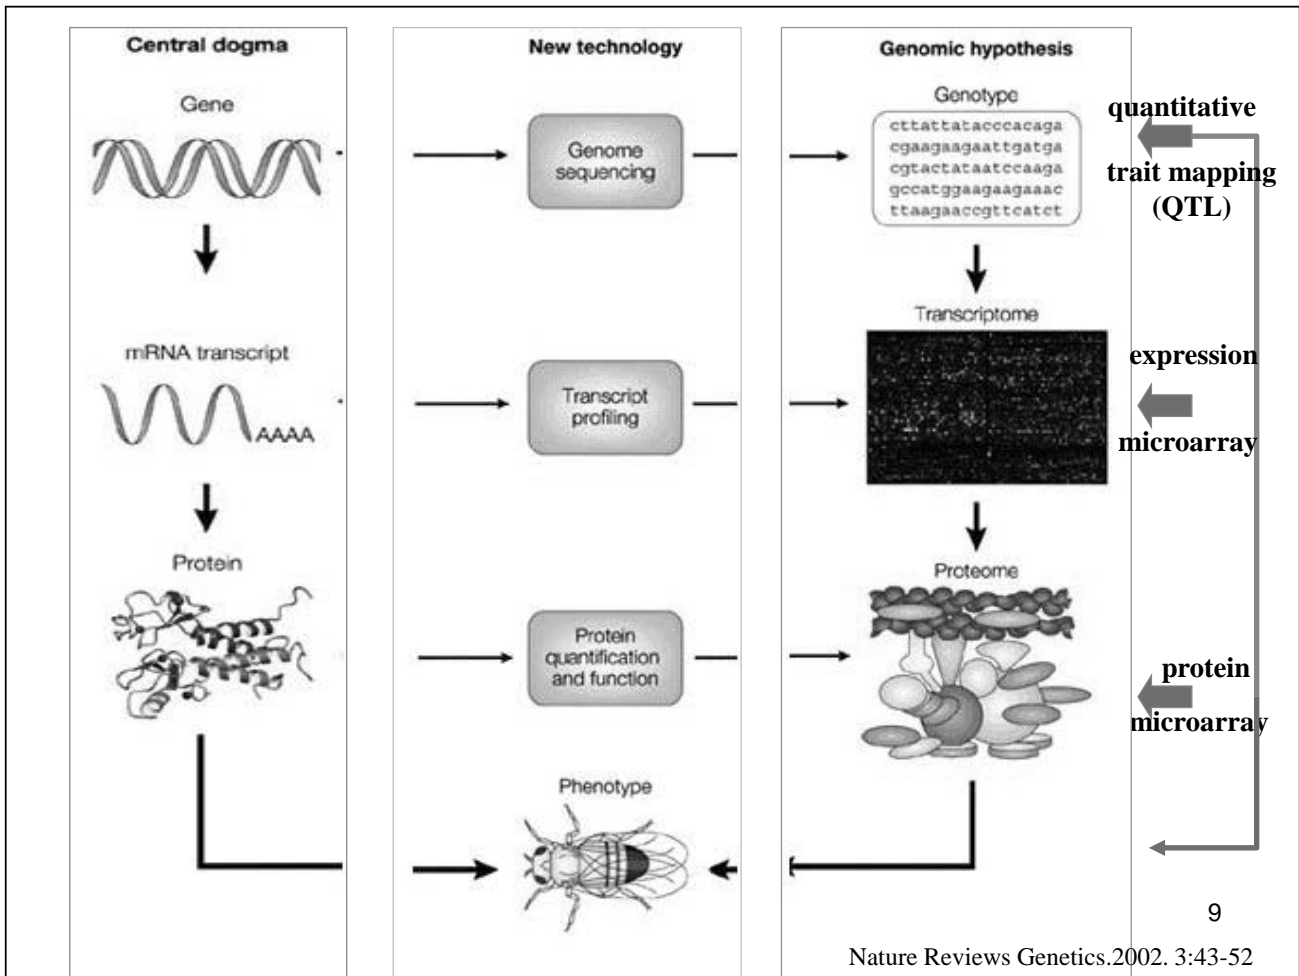 Central dogma
Gene
mRNA transcript
AAAA
Protein
New technology
Genome
sequencing
Transcript
profiling
Protein
quantification
and function
Phenotype
Genomic hypothesis
Genotype
cttattatacccacaga
cgaagaagaattgatga
cgtactataatccaaga
gccatggaagaagaaac
ttaagaaccgttcatct
Transcriptome
Proteome
quantitative
trait mapping
(QTL)
expression
microarray
protein
microarray
9
Nature Reviews Genetics.2002. 3:43-52